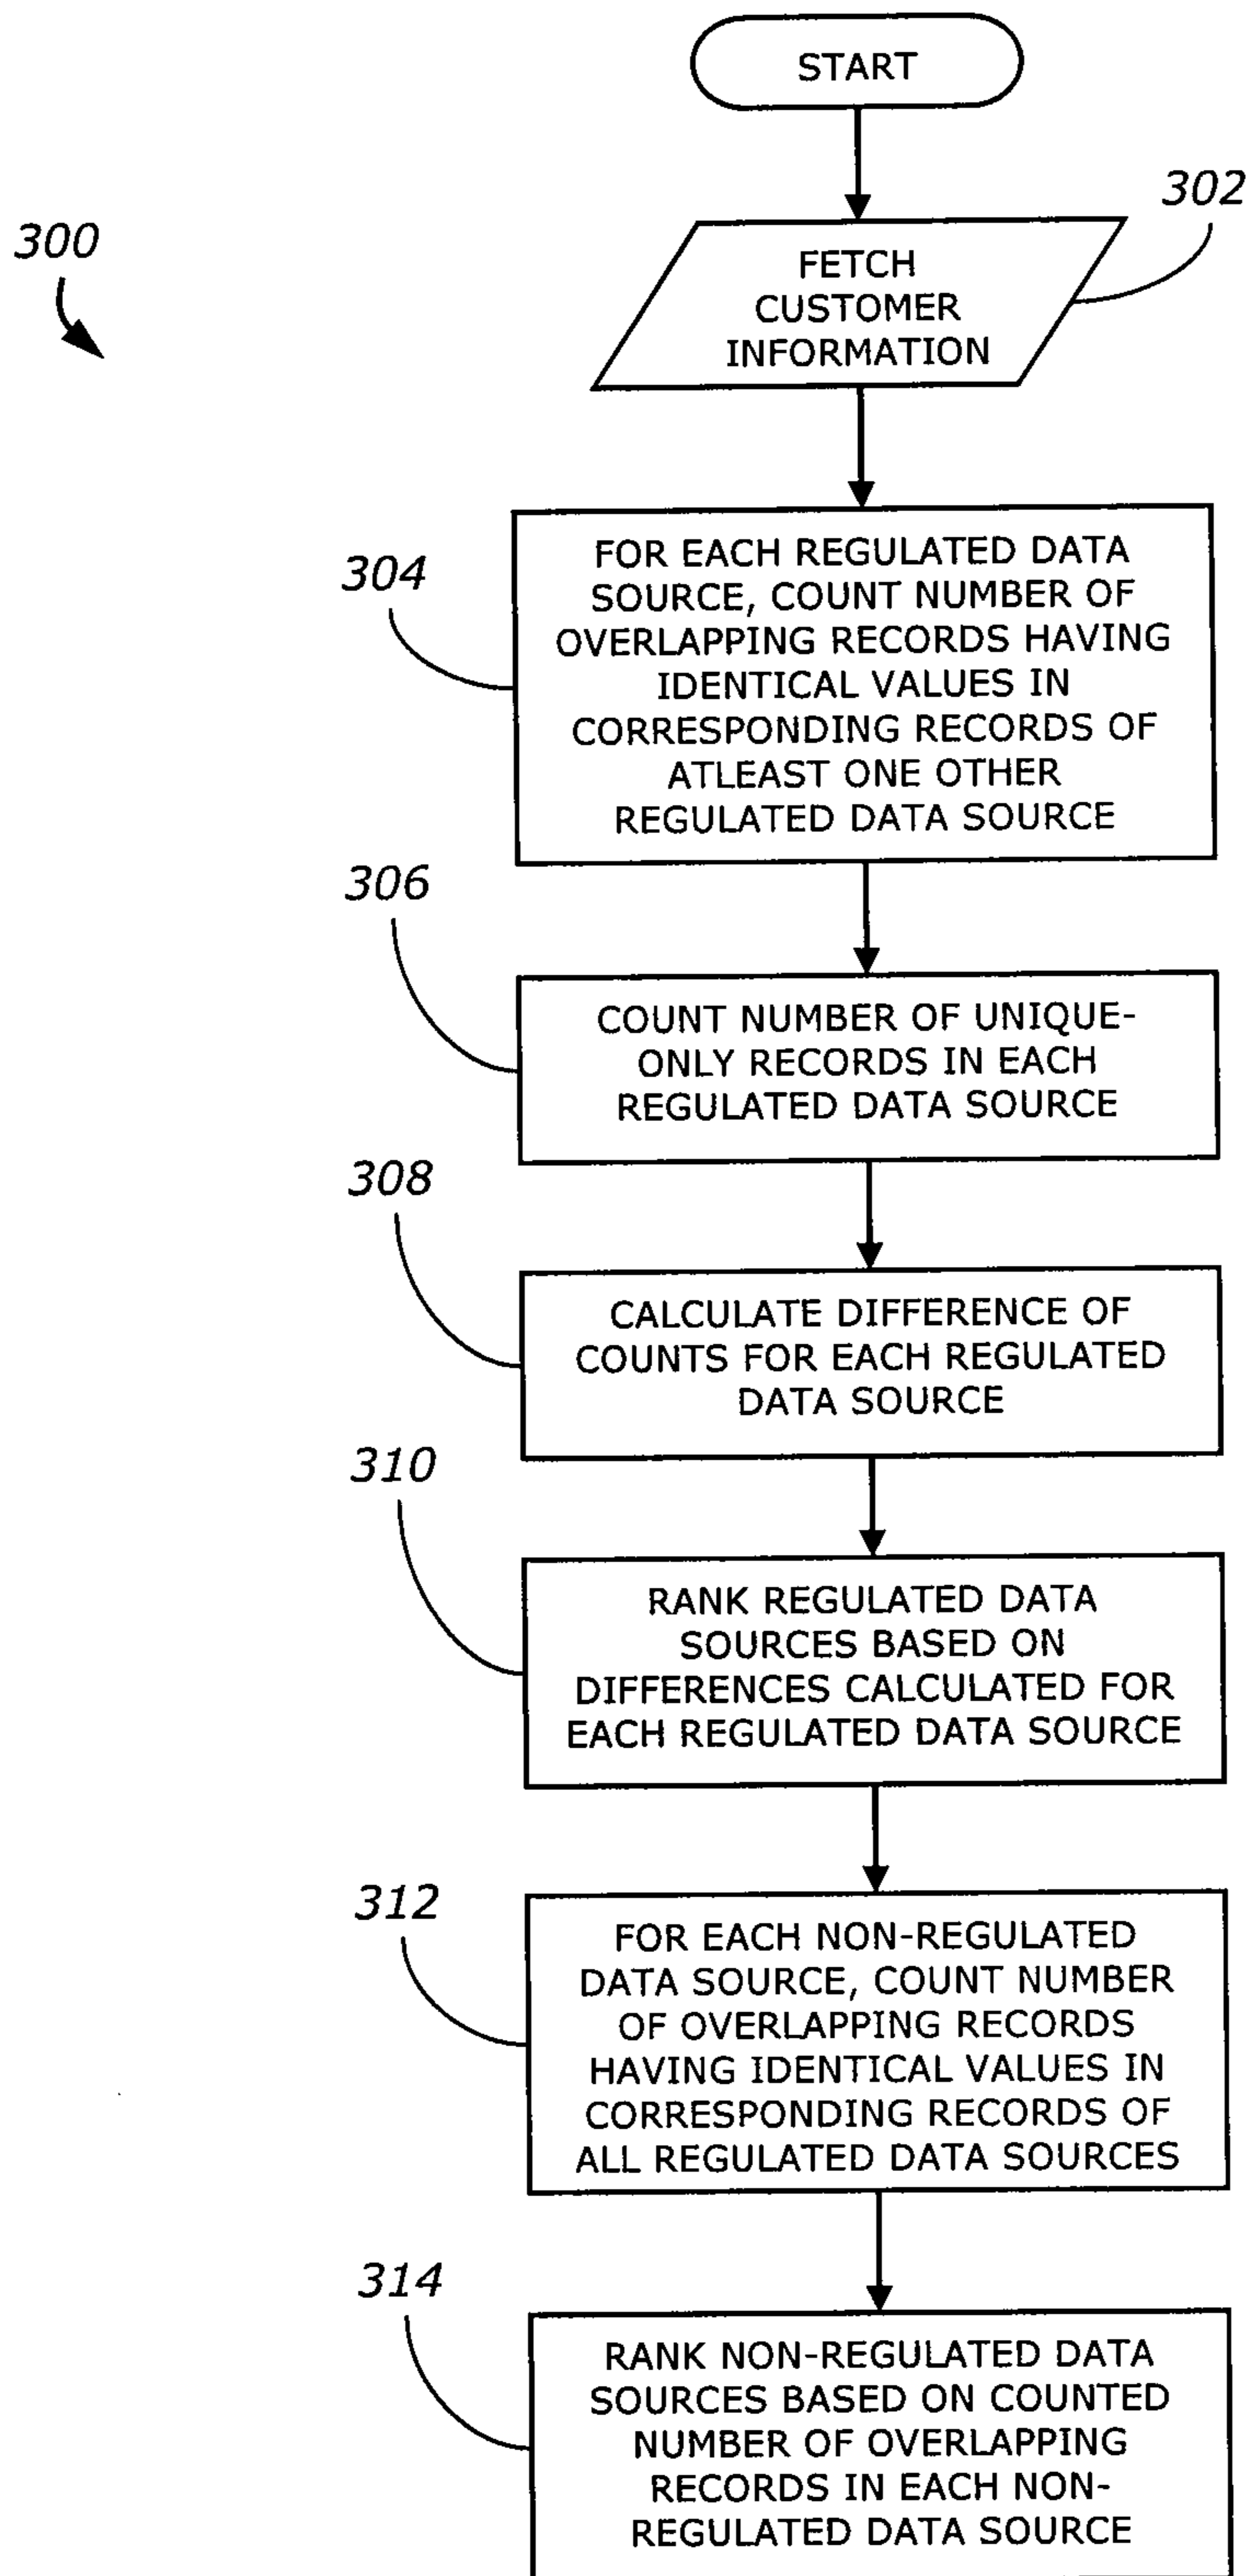 START
302
300
FETCH
CUSTOMER
INFORMATION
304
FOR EACH REGULATED DATA
SOURCE, COUNT NUMBER OF
OVERLAPPING RECORDS HAVING
IDENTICAL VALUES IN
CORRESPONDING RECORDS OF
ATLEAST ONE OTHER
REGULATED DATA SOURCE
306
COUNT NUMBER OF UNIQUE-
ONLY RECORDS IN EACH
REGULATED DATA SOURCE
308
CALCULATE DIFFERENCE OF
COUNTS FOR EACH REGULATED
DATA SOURCE
310
RANK REGULATED DATA
SOURCES BASED ON
DIFFERENCES CALCULATED FOR
EACH REGULATED DATA SOURCE
312
FOR EACH NON-REGULATED
DATA SOURCE, COUNT NUMBER
OF OVERLAPPING RECORDS
HAVING IDENTICAL VALUES IN
CORRESPONDING RECORDS OF
ALL REGULATED DATA SOURCES
314
RANK NON-REGULATED DATA
SOURCES BASED ON COUNTED
NUMBER OF OVERLAPPING
RECORDS IN EACH NON-
REGULATED DATA SOURCE